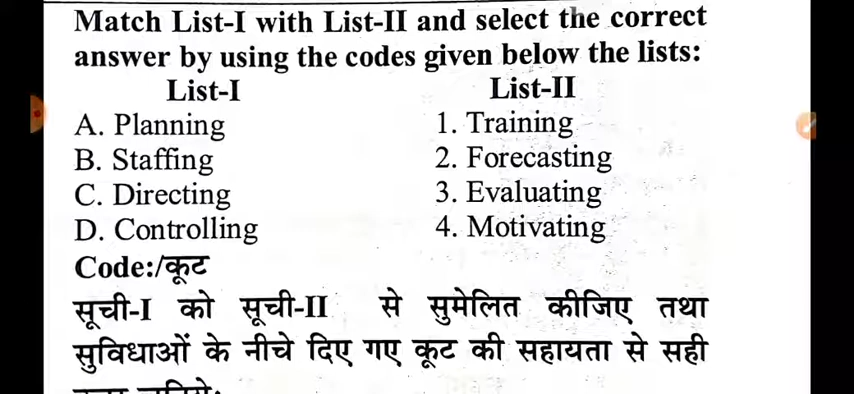 Match List-I with List-II and select the correct
answer by using the codes given below the lists:
List-I List-II
A. Planning 1. Training
B. Staffing 2. Forecasting
C. Directing 3. Evaluating
D. Controlling 4. Motivating
Code:/कूट
सूची-I को सूची-II से सुमेलित कीजिए तथा
सुविधाओं के नीचे दिए गए कूट की सहायता से सही